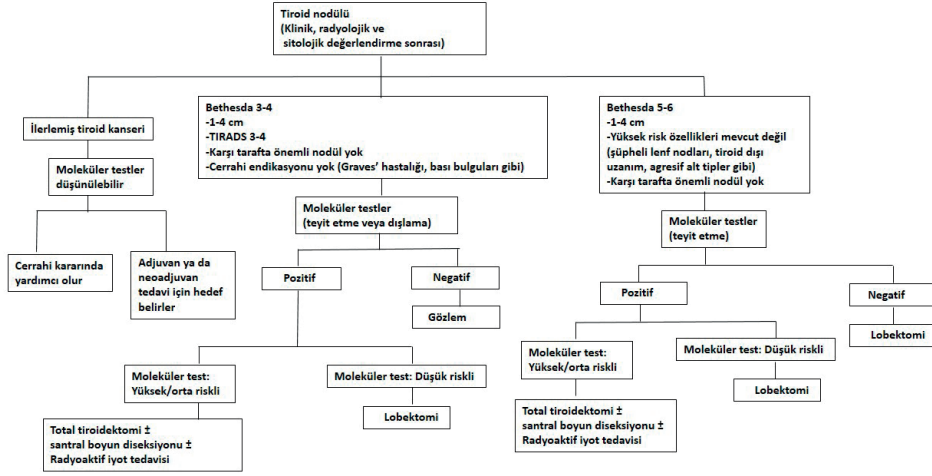 Tiroid nodülü
(Klinik, radyolojik ve
sitolojik değerlendirme sonrası)
İlerlemiş tiroid kanseri
Moleküler testler
düşünülebilir
Cerrahi kararında
yardımcı olur
Adjuvan ya da
neoadjuvan
tedavi için hedef
belirler
Bethesda 3-4
-1-4 cm
-TIRADS 3-4
-Karşı tarafta önemli nodül yok
-Cerrahi endikasyonu yok (Graves’ hastalığı, bası bulguları gibi)
Moleküler testler
(teyit etme veya dışlama)
Pozitif
Negatif
Gözlem
Moleküler test:
Yüksek/orta riskli
Total tiroidektomi ±
santral boyun diseksiyonu ±
Radyoaktif iyot tedavisi
Moleküler test: Düşük riskli
Lobektomi
Bethesda 5-6
-1-4 cm
-Yüksek risk özellikleri mevcut değil
(şüpheli lenf nodları, tiroid dışı
uzanım, agresif alt tipler gibi)
-Karşı tarafta önemli nodül yok
Moleküler testler
(teyit etme)
Pozitif
Negatif
Lobektomi
Moleküler test:
Yüksek/orta riskli
Total tiroidektomi ±
santral boyun diseksiyonu ±
Radyoaktif iyot tedavisi
Moleküler test: Düşük riskli
Lobektomi